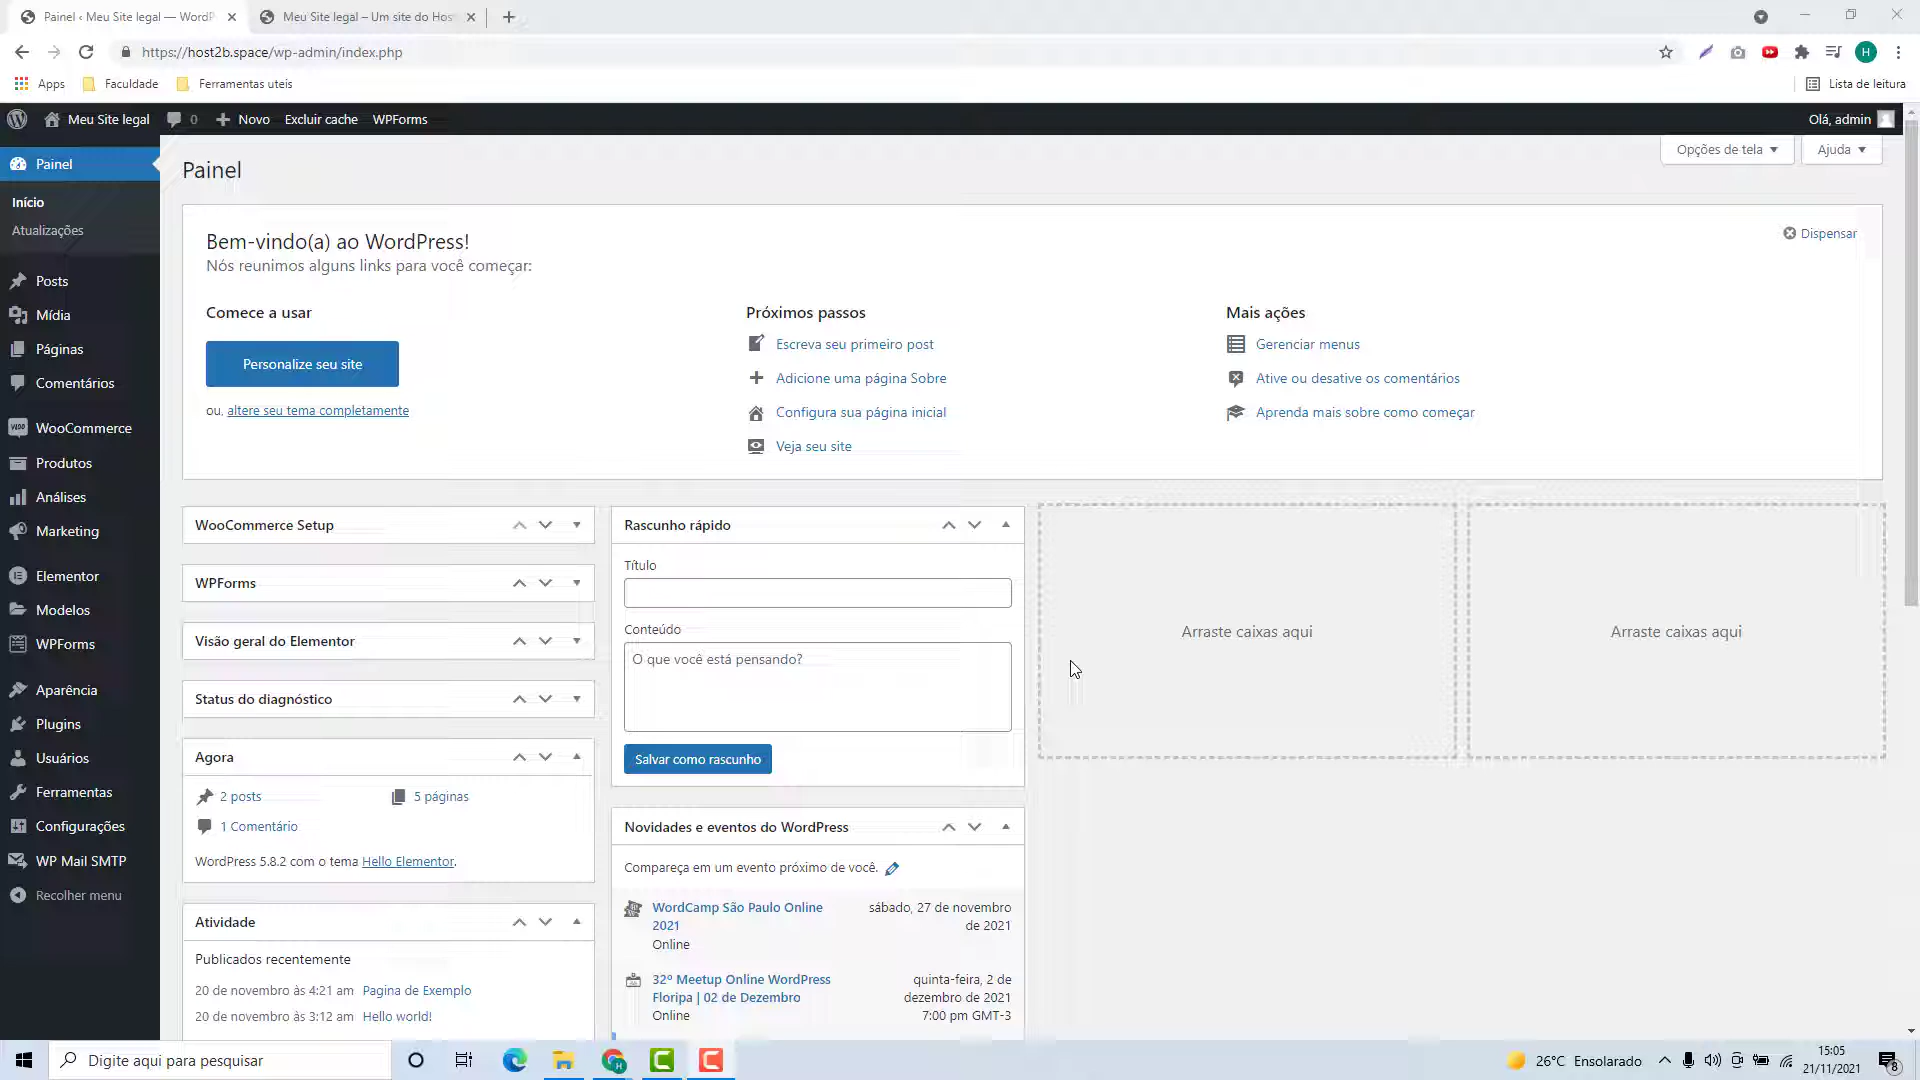 Painel ‹ Meu Site legal — WordP
Meu Site legal – Um site do Hos
https://host2b.space/wp-admin/index.php
H
Apps
Faculdade
Ferramentas uteis
Lista de leitura
Meu Site legal
0
Novo
Excluir cache
WPForms
Olá, admin
Painel
Início
Atualizações
Posts
Mídia
Páginas
Comentários
WooCommerce
Produtos
Análises
Marketing
Elementor
Modelos
WPForms
Aparência
Plugins
Usuários
Ferramentas
Configurações
WP Mail SMTP
Recolher menu
Painel
Opções de tela
Ajuda
Bem-vindo(a) ao WordPress!
Nós reunimos alguns links para você começar:
Dispensar
Comece a usar
Personalize seu site
ou, altere seu tema completamente
Próximos passos
Escreva seu primeiro post
Adicione uma página Sobre
Configura sua página inicial
Veja seu site
Mais ações
Gerenciar menus
Ative ou desative os comentários
Aprenda mais sobre como começar
WooCommerce Setup
WPForms
Visão geral do Elementor
Status do diagnóstico
Agora
2 posts
5 páginas
1 Comentário
WordPress 5.8.2 com o tema Hello Elementor.
Atividade
Publicados recentemente
20 de novembro às 4:21 am Pagina de Exemplo
20 de novembro às 3:12 am Hello world!
Rascunho rápido
Título
Conteúdo
O que você está pensando?
Salvar como rascunho
Novidades e eventos do WordPress
Compareça em um evento próximo de você.
WordCamp São Paulo Online
2021
Online
sábado, 27 de novembro
de 2021
32º Meetup Online WordPress
Floripa | 02 de Dezembro
Online
quinta-feira, 2 de
dezembro de 2021
7:00 pm GMT-3
Arraste caixas aqui
Arraste caixas aqui
Digite aqui para pesquisar
26°C Ensolarado
15:05
21/11/2021
8